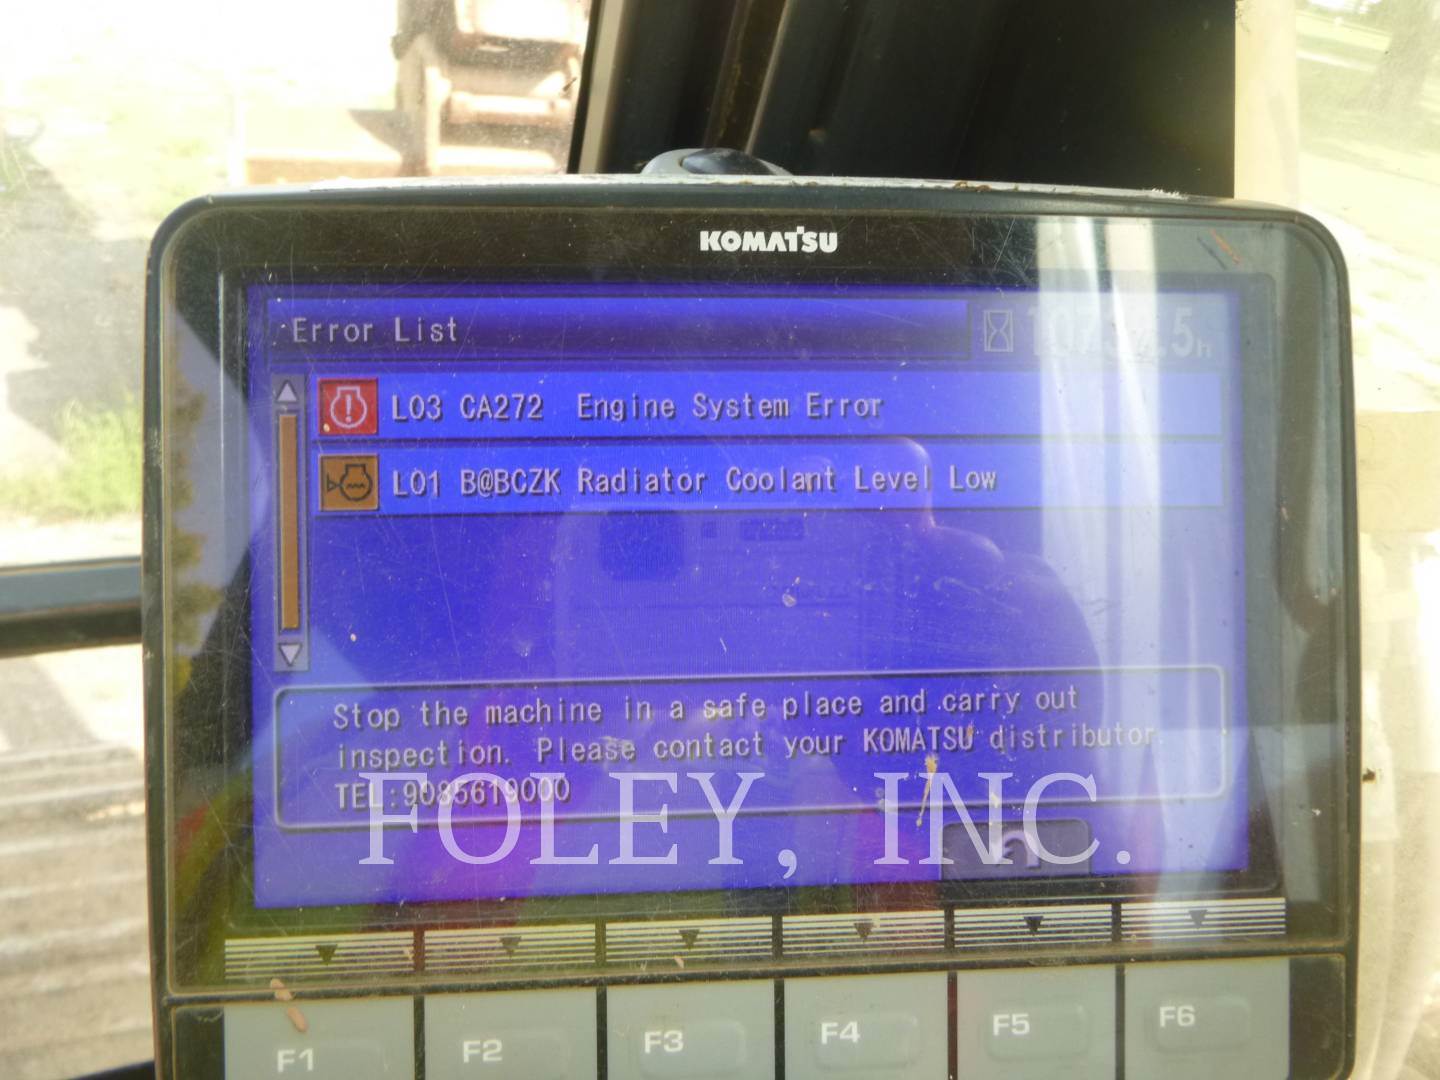 KOMATSU
Error List
h
L03 CA272 Engine System Error
L01 B@BCZK Radiator Coolant Level Low
Stop the machine in a safe place and carry out
inspection. Please contact your KOMATSU distributor.
TEL:9085619000
FOLEY, INC.
F1 F2 F3 F4 F5 F6